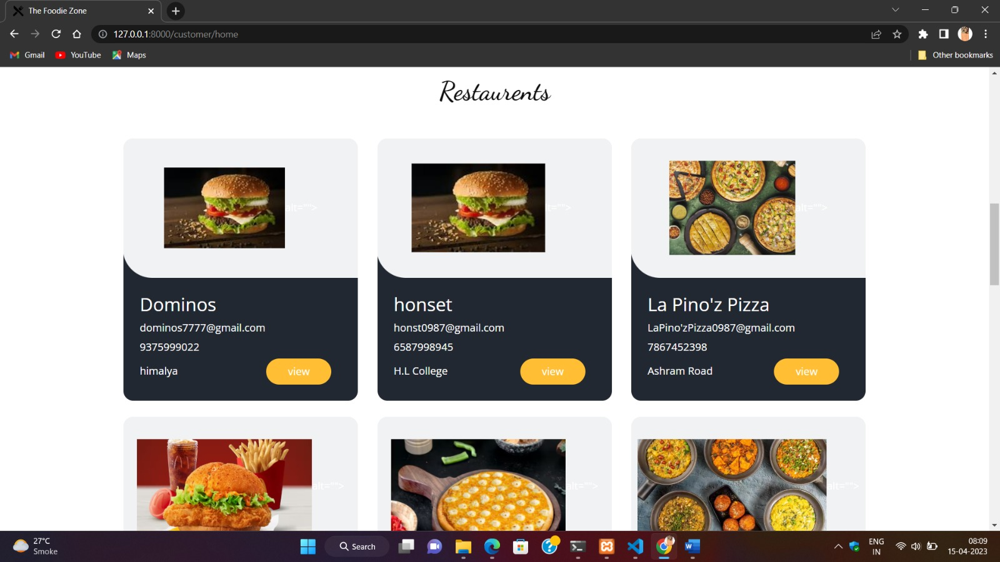 The Foodie Zone
127.0.0.1:8000/customer/home
Gmail
YouTube
Maps
Other bookmarks
Restaurents
alt="">
lt="">
alt="">
Dominos
dominos7777@gmail.com
9375999022
himalya
view
honset
honst0987@gmail.com
6587998945
H.L College
view
La Pino'z Pizza
LaPino'zPizza0987@gmail.com
7867452398
Ashram Road
view
alt="">
alt="">
alt="">
27°C
Smoke
Search
ENG
IN
08:09
15-04-2023